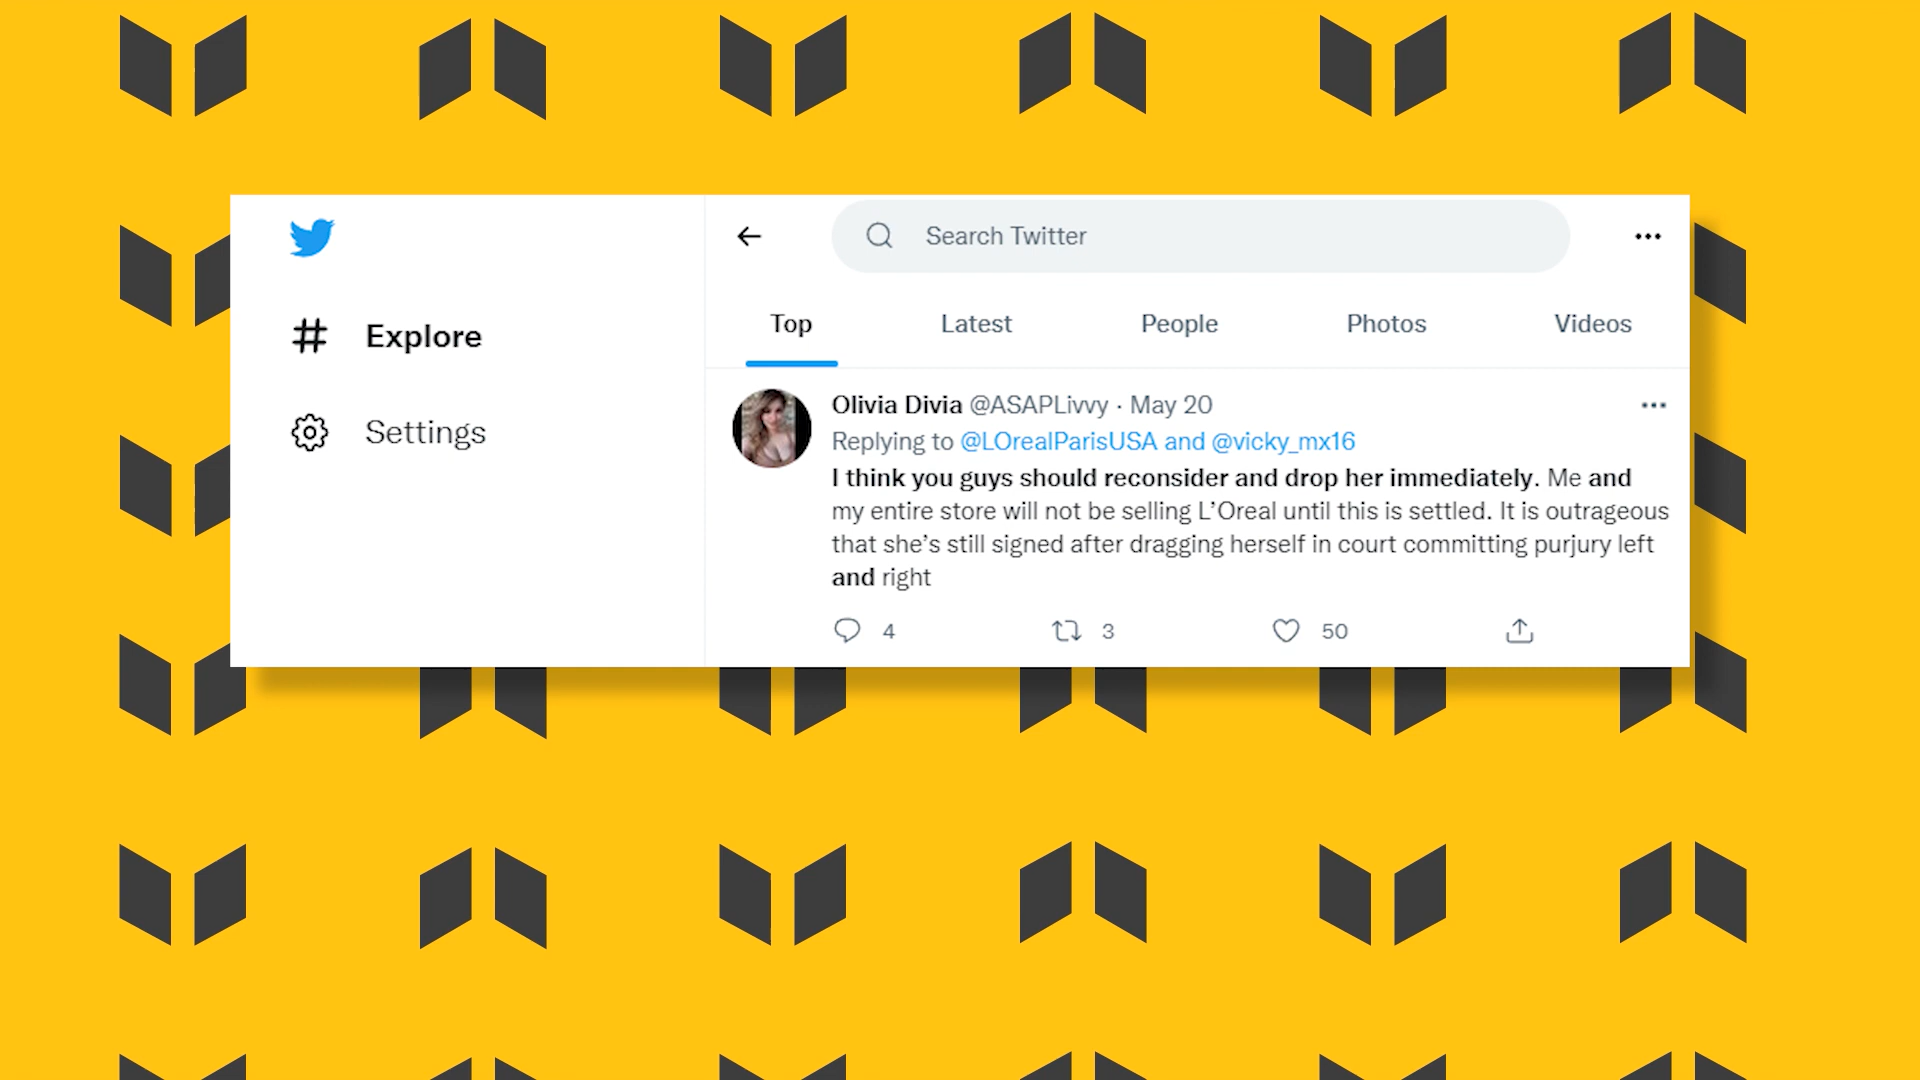 Search Twitter
Explore
Settings
Top
Latest
People
Photos
Videos
Olivia Divia @ASAPLivvy · May 20
Replying to @LOrealParisUSA and @vicky_mx16
I think you guys should reconsider and drop her immediately. Me and
my entire store will not be selling L’Oreal until this is settled. It is outrageous
that she’s still signed after dragging herself in court committing purjury left
and right
4
3
50